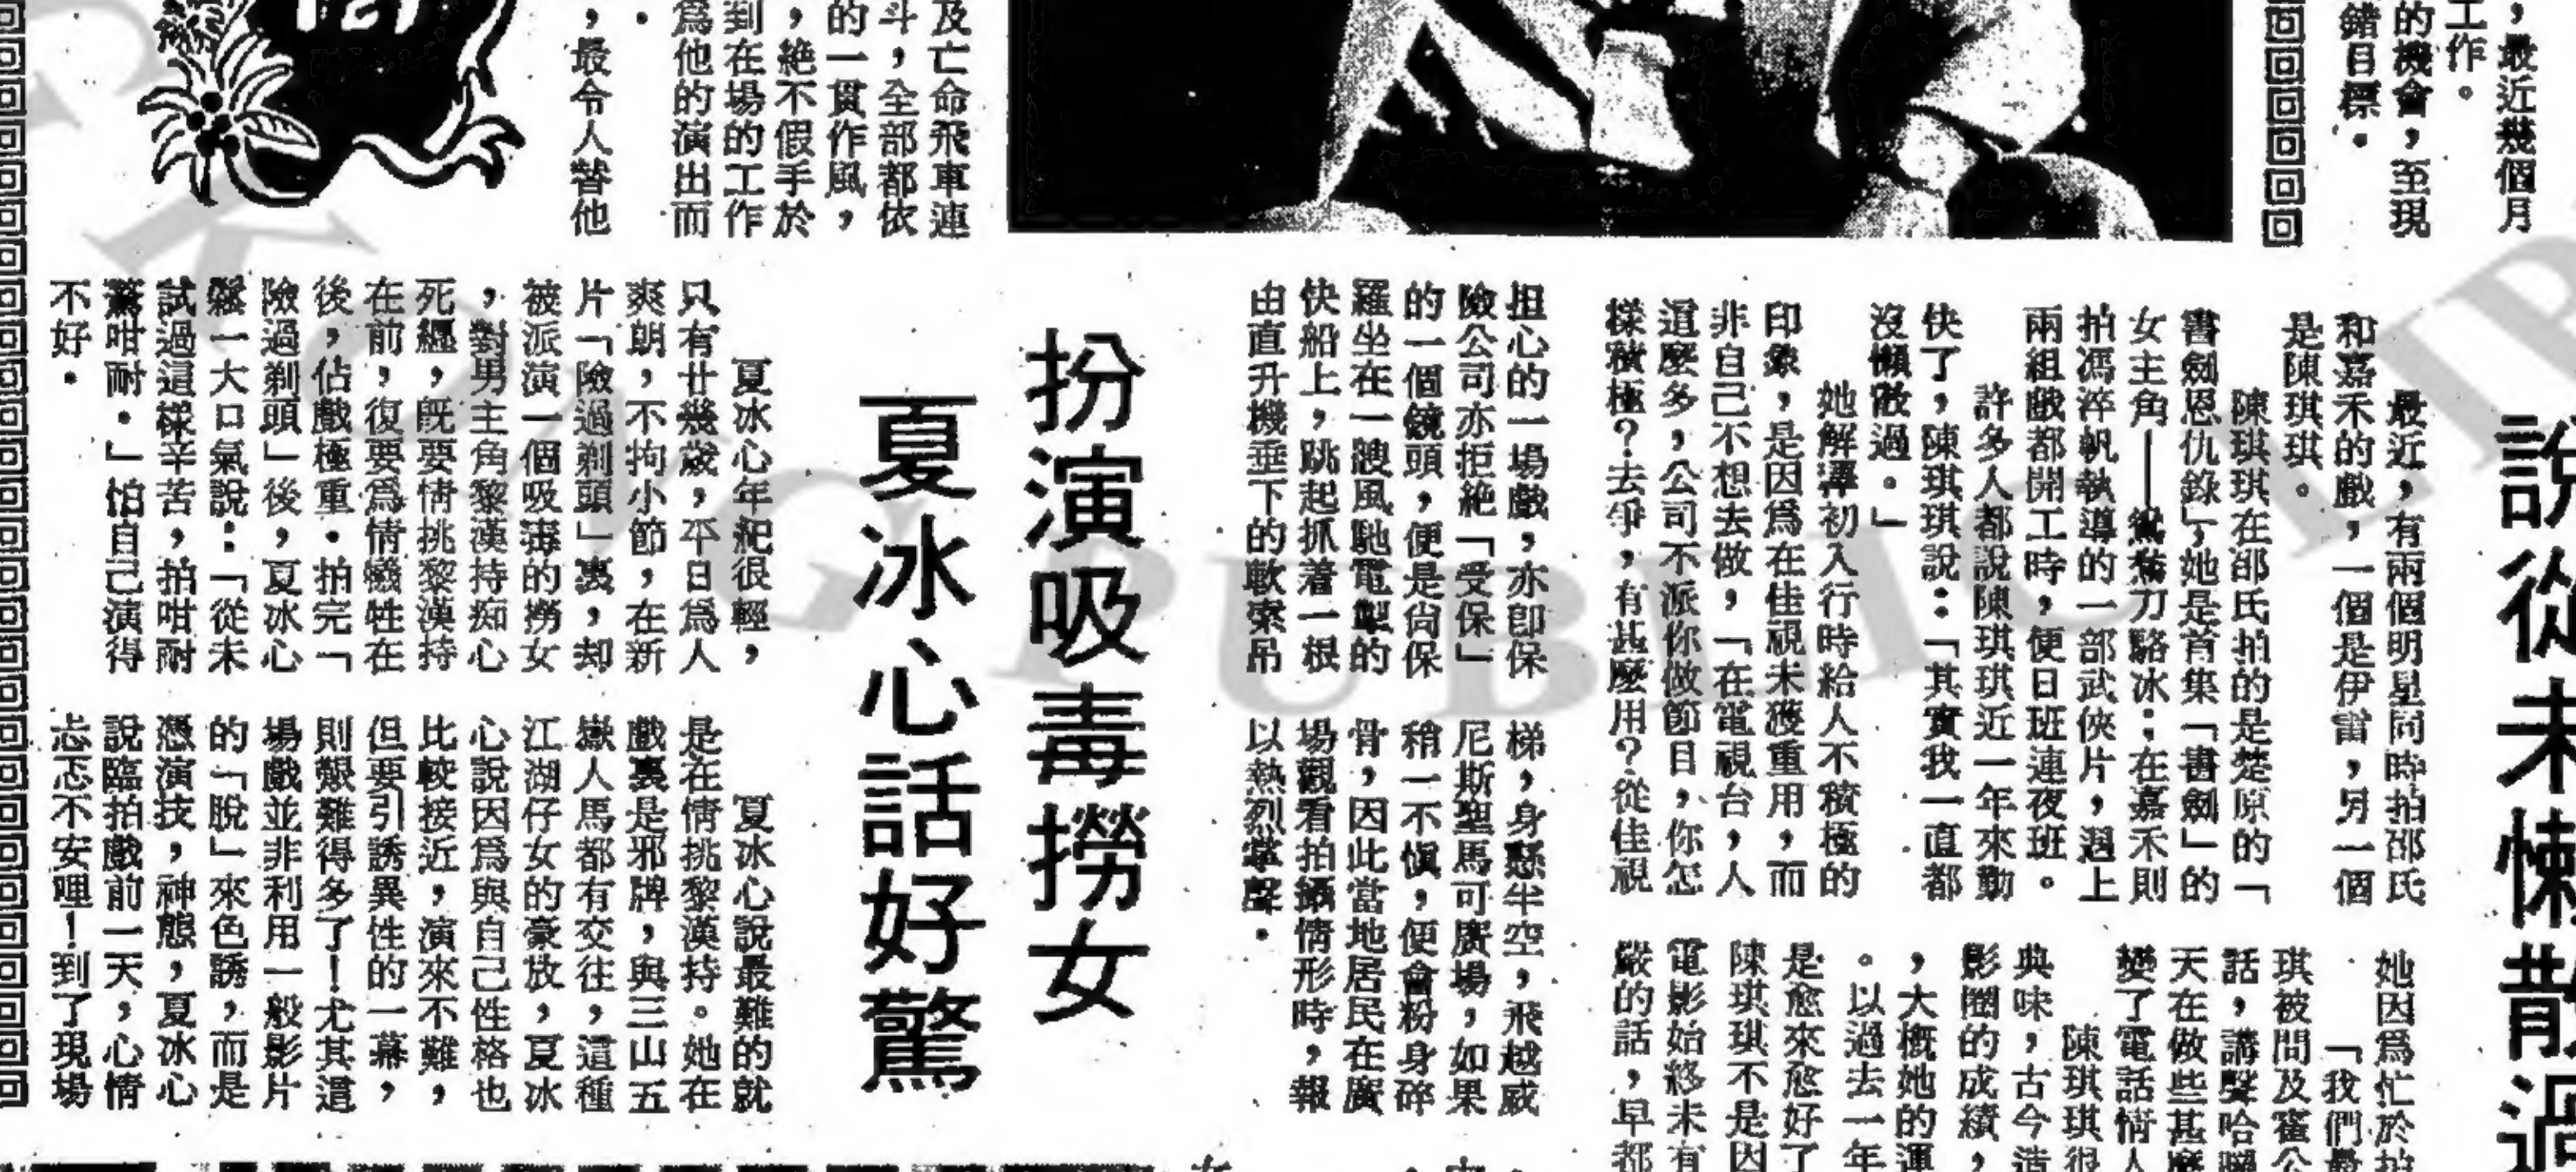 ，最近幾個月
工作。
的機會，至現
錯目標．
說從未懶散過
最近，有兩個明星同時拍邵氏
和嘉禾的戲，一個是伊雷，另一個
是陳琪琪。
陳琪琪在邵氏拍的是楚原的「
書劍恩仇錄」，她是首集「書劍」的
女主角——鴛鴦刀駱冰；在嘉禾則
拍馮淬帆執導的一部武俠片，遇上
兩組戲都開工時，便日班連夜班。
許多人都說陳琪琪近一年來勤
快了，陳琪琪說：「其實我一直都
沒懶散過。」
她解釋初入行時給人不積極的
印象，是因爲在佳視未獲重用，而
非自己不想去做，「在電視台，人
這麼多，公司不派你做節目，你怎
樣積極？去爭，有甚麼用？從佳視
她因爲忙於拍
．「我們最
琪被問及
話，講聲哈囉
天在做些甚麼
變了電話情人
陳琪琪很
典味，古今造
影圈的成績，
，大概她的運
。以過去一年
是愈來愈好了
陳琪琪不是因
電影始終未有
嚴的話，早都
及亡命飛車連
斗，全部都依
的一貫作風，
，絕不假手於
到在場的工作
爲他的演出而
．
，最令人替他
担心的一場戲，亦卽保
險公司亦拒絕「受保」
的一個鏡頭，便是尙保
羅坐在一艘風馳電掣的
快船上，跳起抓着一根
由直升機垂下的軟索吊
梯，身懸半空，飛越威
尼斯聖馬可廣場，如果
稍一不愼，便會粉身碎
骨，因此當地居民在廣
場觀看拍攝情形時，報
以熱烈掌聲．
扮演吸毒撈女
夏冰心話好驚
夏冰心年紀很輕，
只有廿幾歲，平日爲人
爽朗，不拘小節，在新
片「險過剃頭」裏，却
被派演一個吸毒的撈女
，對男主角黎漢持痴心
死纏，旣要情挑黎漢持
在前，復要爲情犧牲在
後，佔戲極重．拍完「
險過剃頭」後，夏冰心
鬆一大口氣說：「從未
試過這樣辛苦，拍咁耐
驚咁耐．」怕自己演得
不好．
夏冰心說最難的就
是在情挑黎漢持。她在
戲裏是邪牌，與三山五
嶽人馬都有交往，這種
江湖仔女的豪放，夏冰
心說因爲與自己性格也
比較接近，演來不難，
但要引誘異性的一幕，
則艱難得多了！尤其這
場戲並非利用一般影片
的「脫」來色誘，而是
憑演技，神態，夏冰心
說臨拍戲前一天，心情
忐忑不安哩！到了現場
KONG PUBLIC LIB